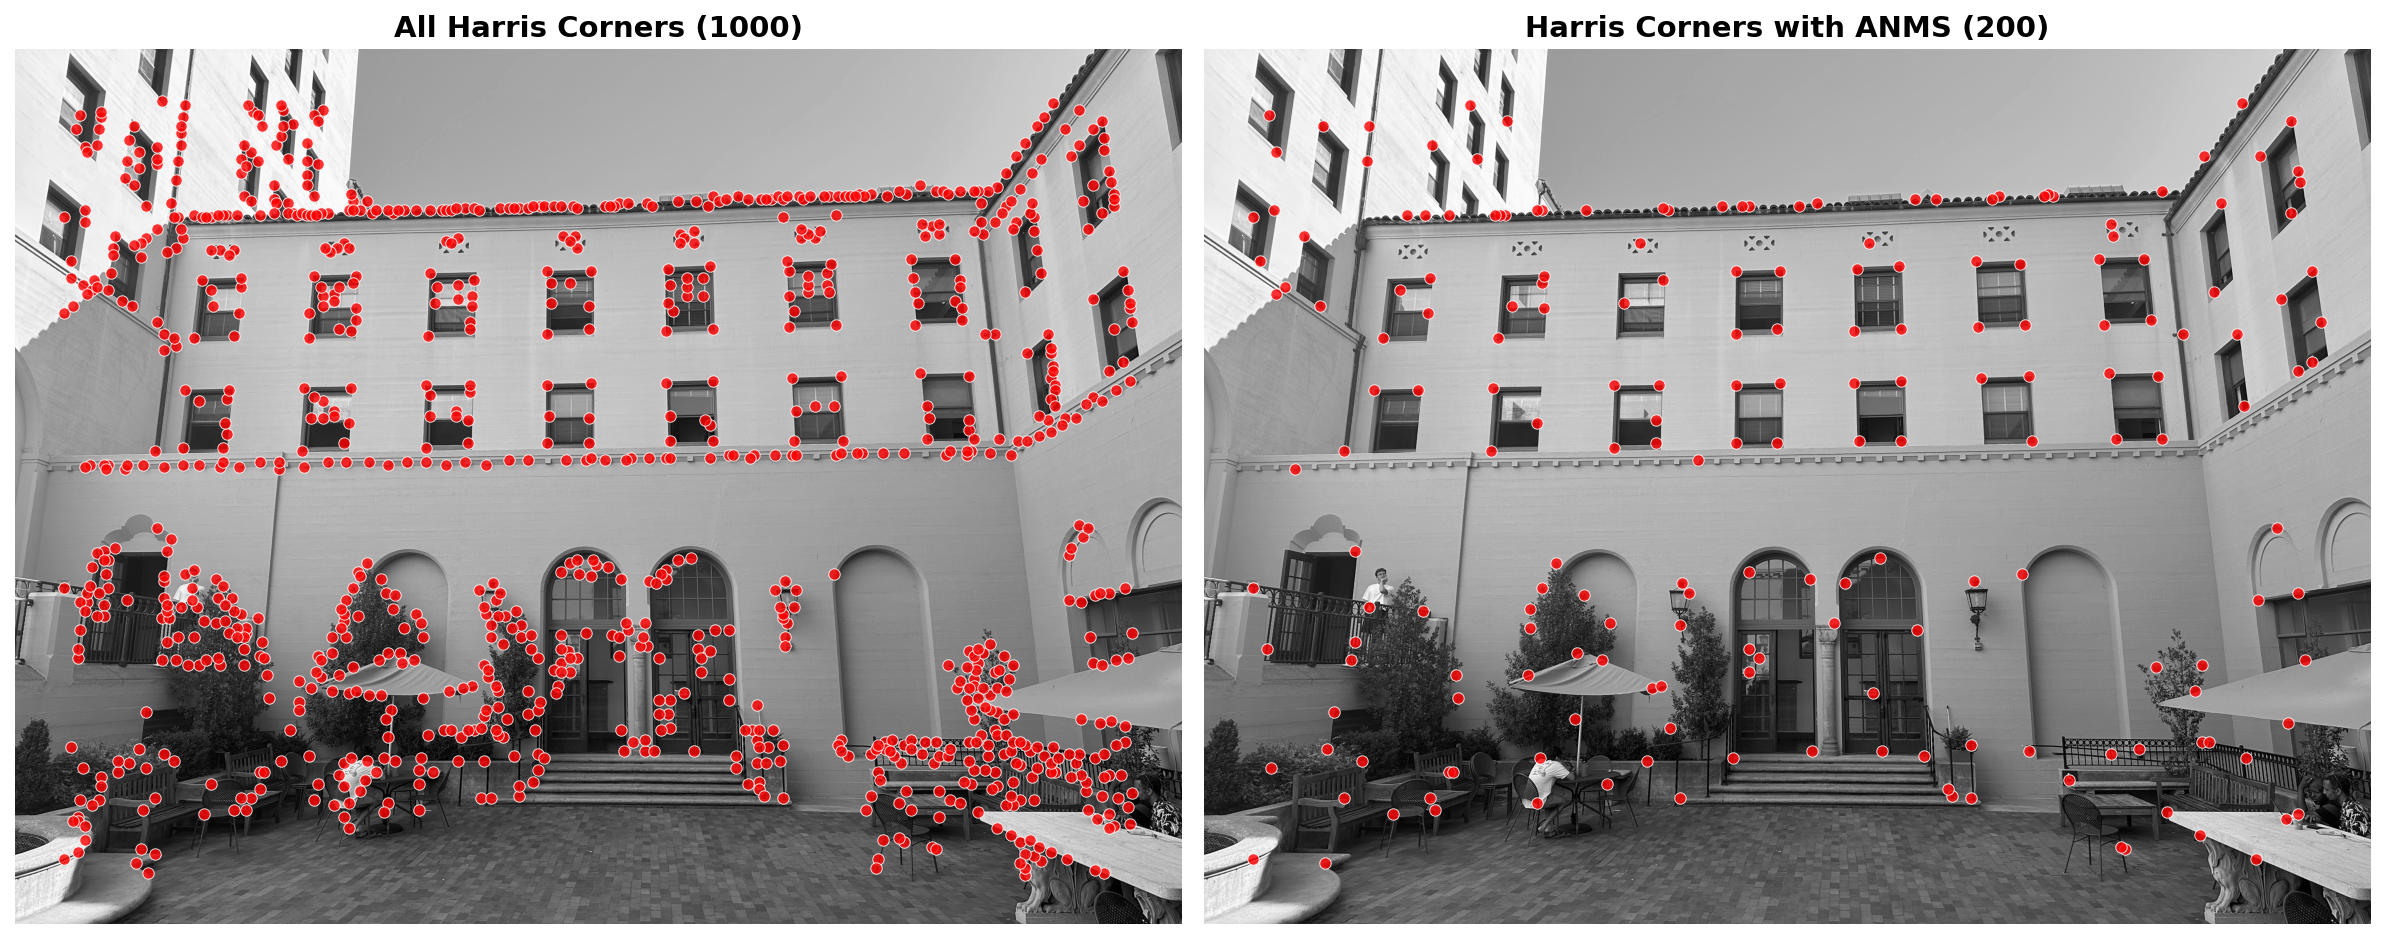 All Harris Corners (1000)
Harris Corners with ANMS (200)